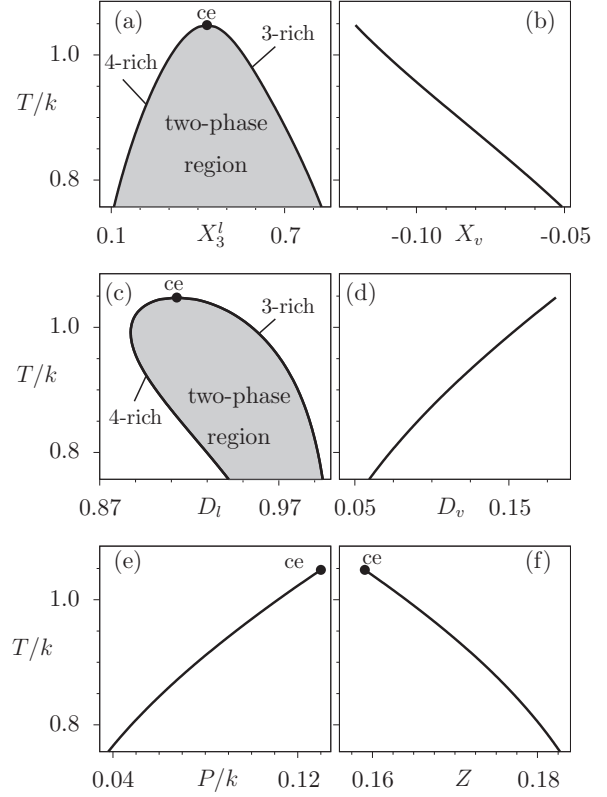 (a)
ce
4-rich
3-rich
two-phase
region
T/k
1.0
0.8
0.1
X_3^l
0.7
(b)
-0.10
X_v
-0.05
(c)
ce
3-rich
4-rich
two-phase
region
T/k
1.0
0.8
0.87
D_l
0.97
(d)
0.05
D_v
0.15
(e)
ce
T/k
1.0
0.8
0.04
P/k
0.12
ce
(f)
0.16
Z
0.18